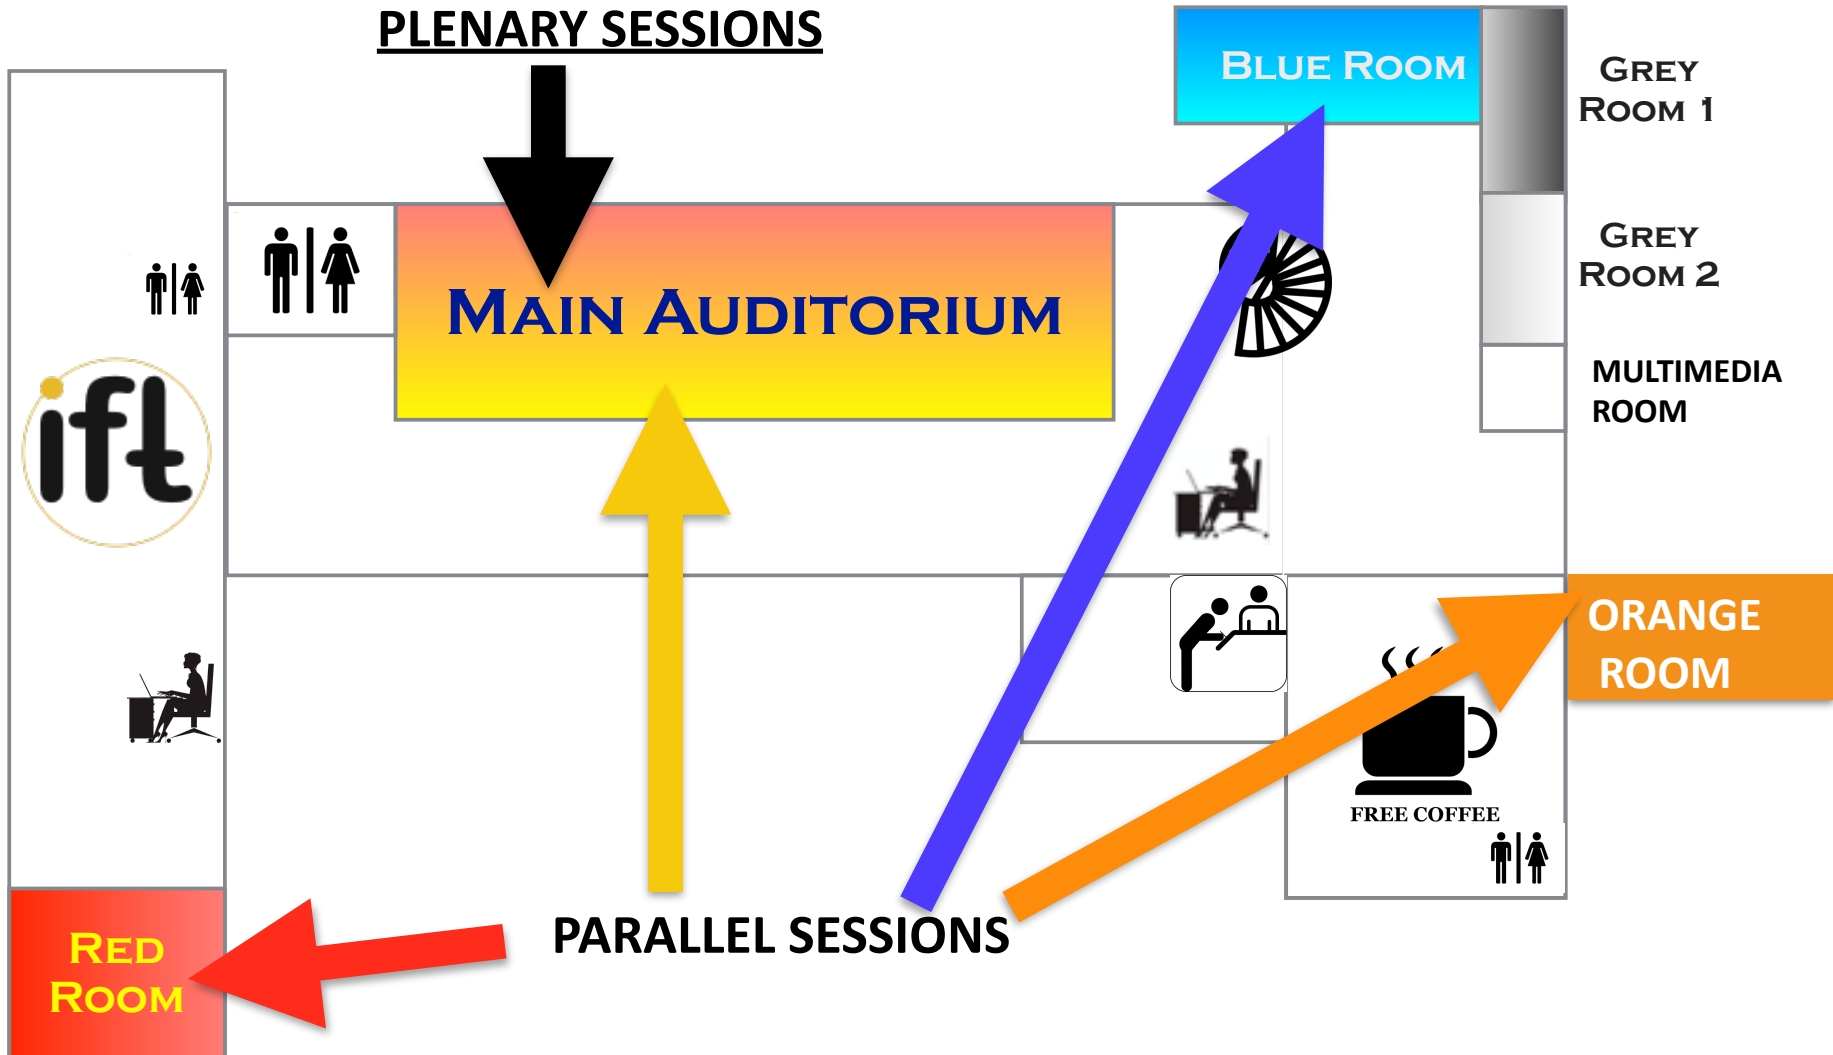 PLENARY SESSIONS
BLUE ROOM
GREY
ROOM 1
GREY
ROOM 2
MAIN AUDITORIUM
MULTIMEDIA
ROOM
ift
ORANGE
ROOM
FREE COFFEE
PARALLEL SESSIONS
RED
ROOM